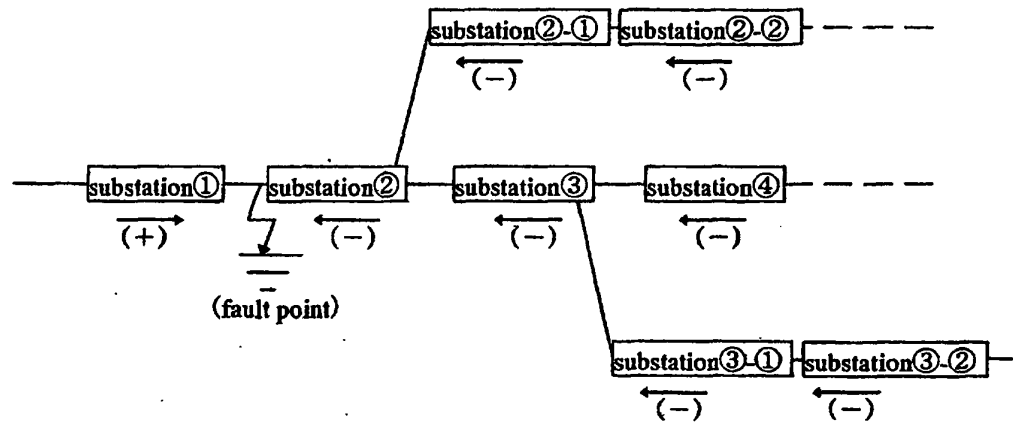 substation②-① substation②-②
(-) (-)
substation① substation② substation③ substation④
(+) (-) (-) (-)
(fault point)
substation③-① substation③-②
(-) (-)